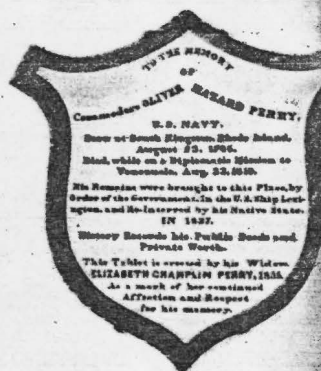 TO THE MEMORY
OF
Commodore OLIVER HAZARD PERRY,
U.S. NAVY.
Born at South Kingston, Rhode Island,
August 23, 1785.
Died, while on a Diplomatic Mission to
Venezuela, Aug. 23, 1819.
His Remains were brought to this Place, by
Order of the Government, In the U.S. Ship Lexi-
ngton, and Re-Interred by his Native State.
IN 1827.
History Records his Public Deeds and
Private Worth.
This Tablet is erected by his Widow
ELIZABETH CHAMPLIN PERRY,
As a mark of her continued
Affection and Respect
for his memory.